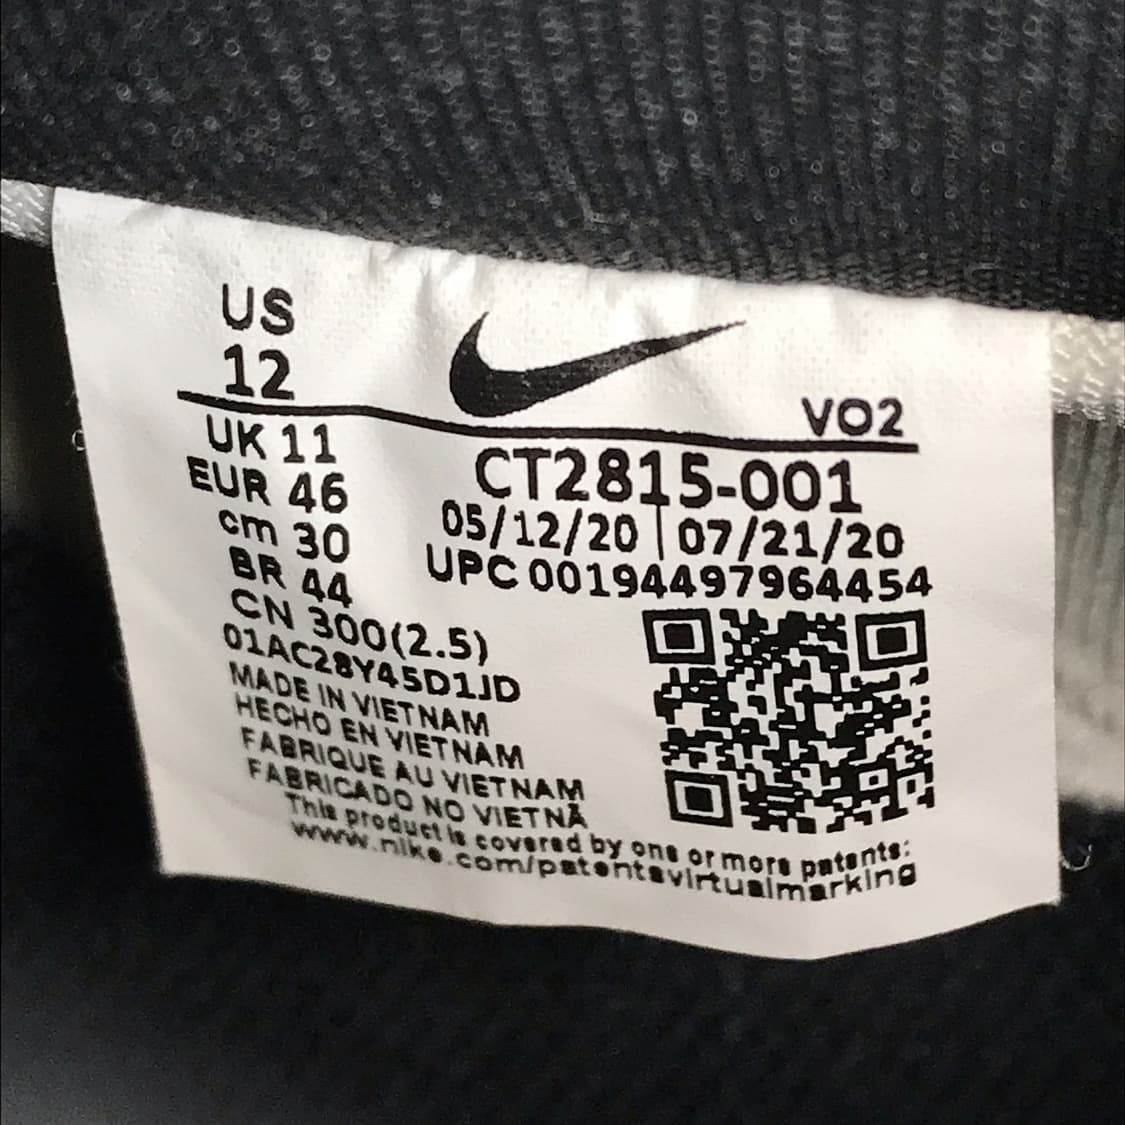 US
12
VO2
UK 11
EUR 46
cm 30
BR 44
CN 300(2.5)
CT2815-001
05/12/20 | 07/21/20
UPC 00194497964454
01AC28Y45D1JD
MADE IN VIETNAM
HECHO EN VIETNAM
FABRIQUE AU VIETNAM
FABRICADO NO VIETNÃ
This product is covered by one or more patents:
www.nike.com/patentsvirtualmarking